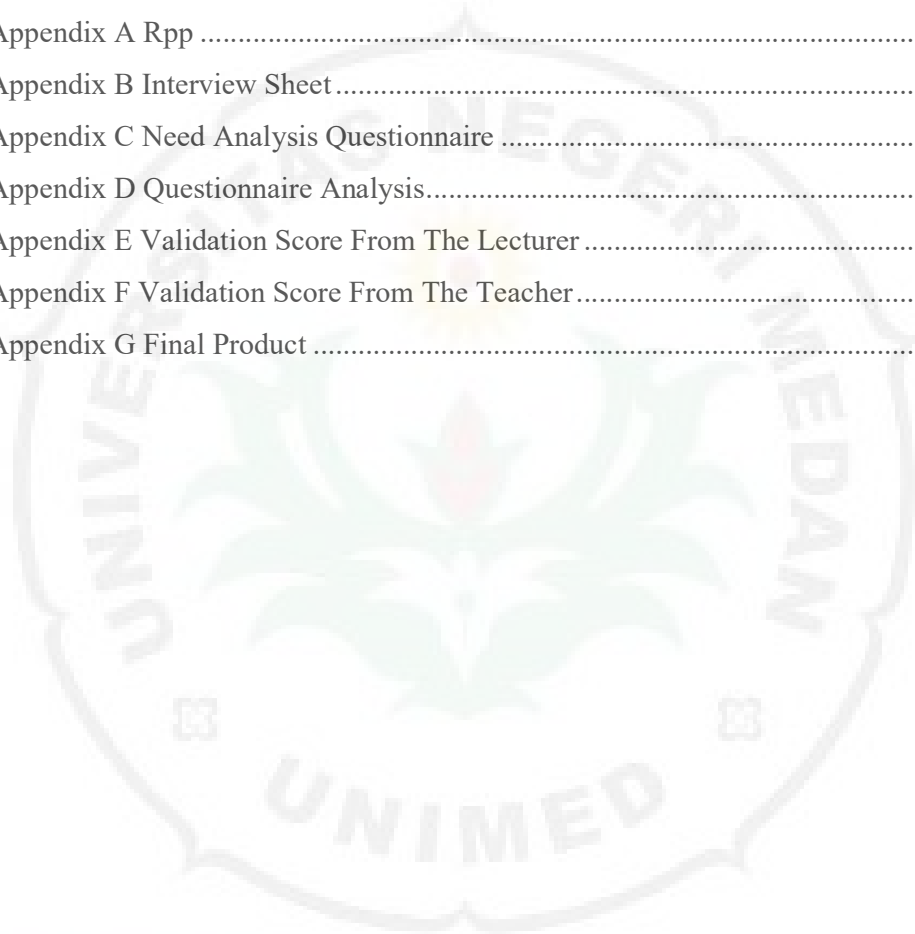 Appendix A Rpp ..........................................................................................
Appendix B Interview Sheet ........................................................................
Appendix C Need Analysis Questionnaire ....................................................
Appendix D Questionnaire Analysis..............................................................
Appendix E Validation Score From The Lecturer ..........................................
Appendix F Validation Score From The Teacher...........................................
Appendix G Final Product ...........................................................................
UNIVERSITAS NEGERI MEDAN
UNIMED